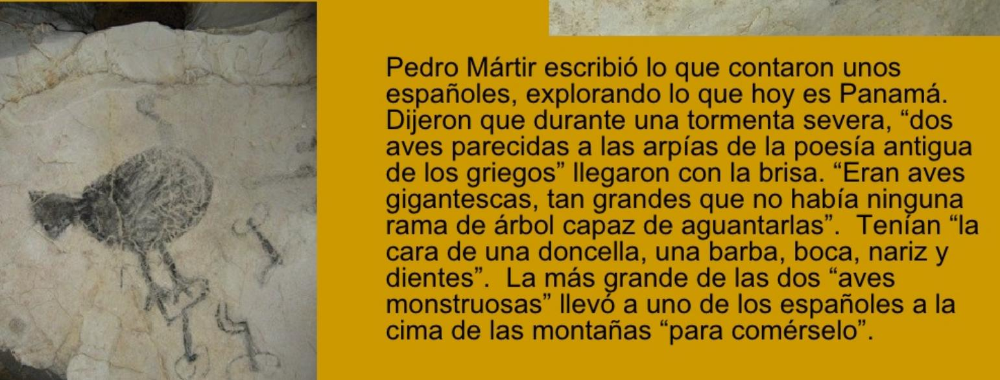 Pedro Mártir escribió lo que contaron unos
españoles, explorando lo que hoy es Panamá.
Dijeron que durante una tormenta severa, “dos
aves parecidas a las arpías de la poesía antigua
de los griegos” llegaron con la brisa. “Eran aves
gigantescas, tan grandes que no había ninguna
rama de árbol capaz de aguantarlas”.  Tenían “la
cara de una doncella, una barba, boca, nariz y
dientes”.  La más grande de las dos “aves
monstruosas” llevó a uno de los españoles a la
cima de las montañas “para comérselo”.